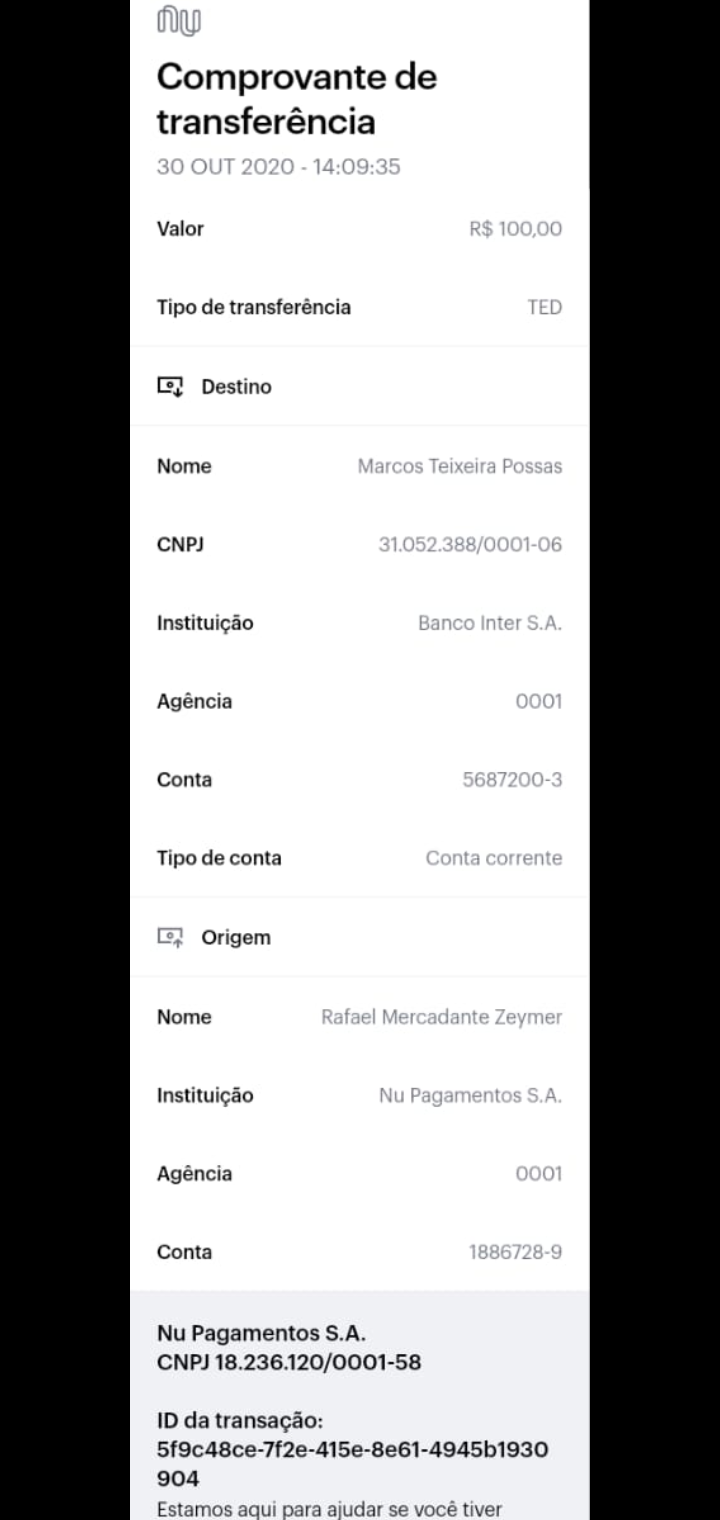 nu
Comprovante de
transferência
30 OUT 2020 - 14:09:35
Valor R$ 100,00
Tipo de transferência TED
Destino
Nome Marcos Teixeira Possas
CNPJ 31.052.388/0001-06
Instituição Banco Inter S.A.
Agência 0001
Conta 5687200-3
Tipo de conta Conta corrente
Origem
Nome Rafael Mercadante Zeymer
Instituição Nu Pagamentos S.A.
Agência 0001
Conta 1886728-9
Nu Pagamentos S.A.
CNPJ 18.236.120/0001-58
ID da transação:
5f9c48ce-7f2e-415e-8e61-4945b1930
904
Estamos aqui para ajudar se você tiver